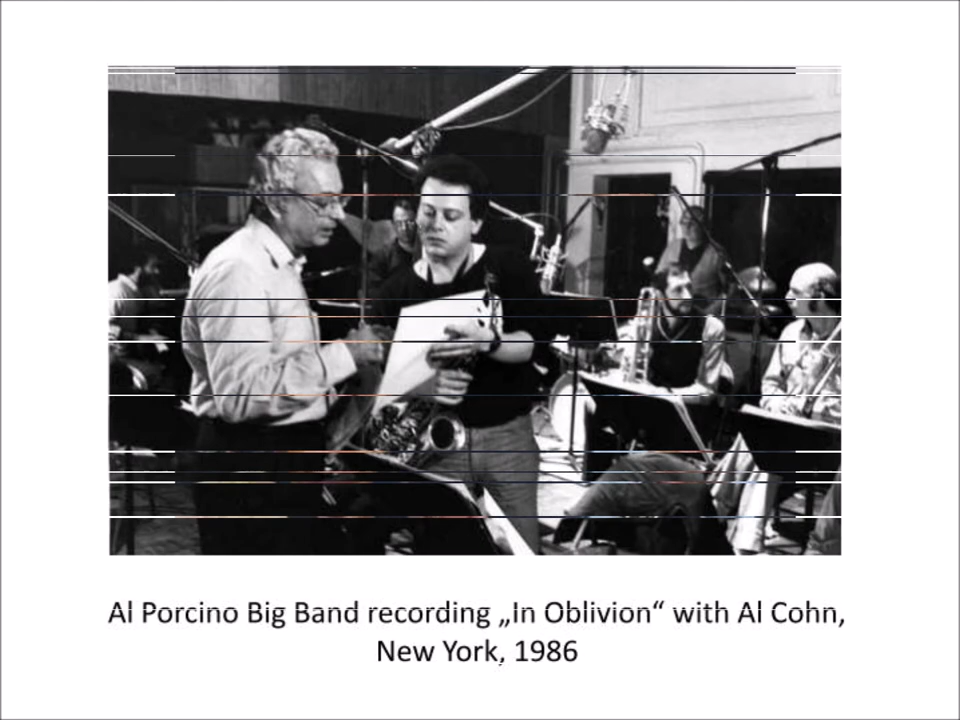 Al Porcino Big Band recording „In Oblivion“ with Al Cohn,
New York, 1986